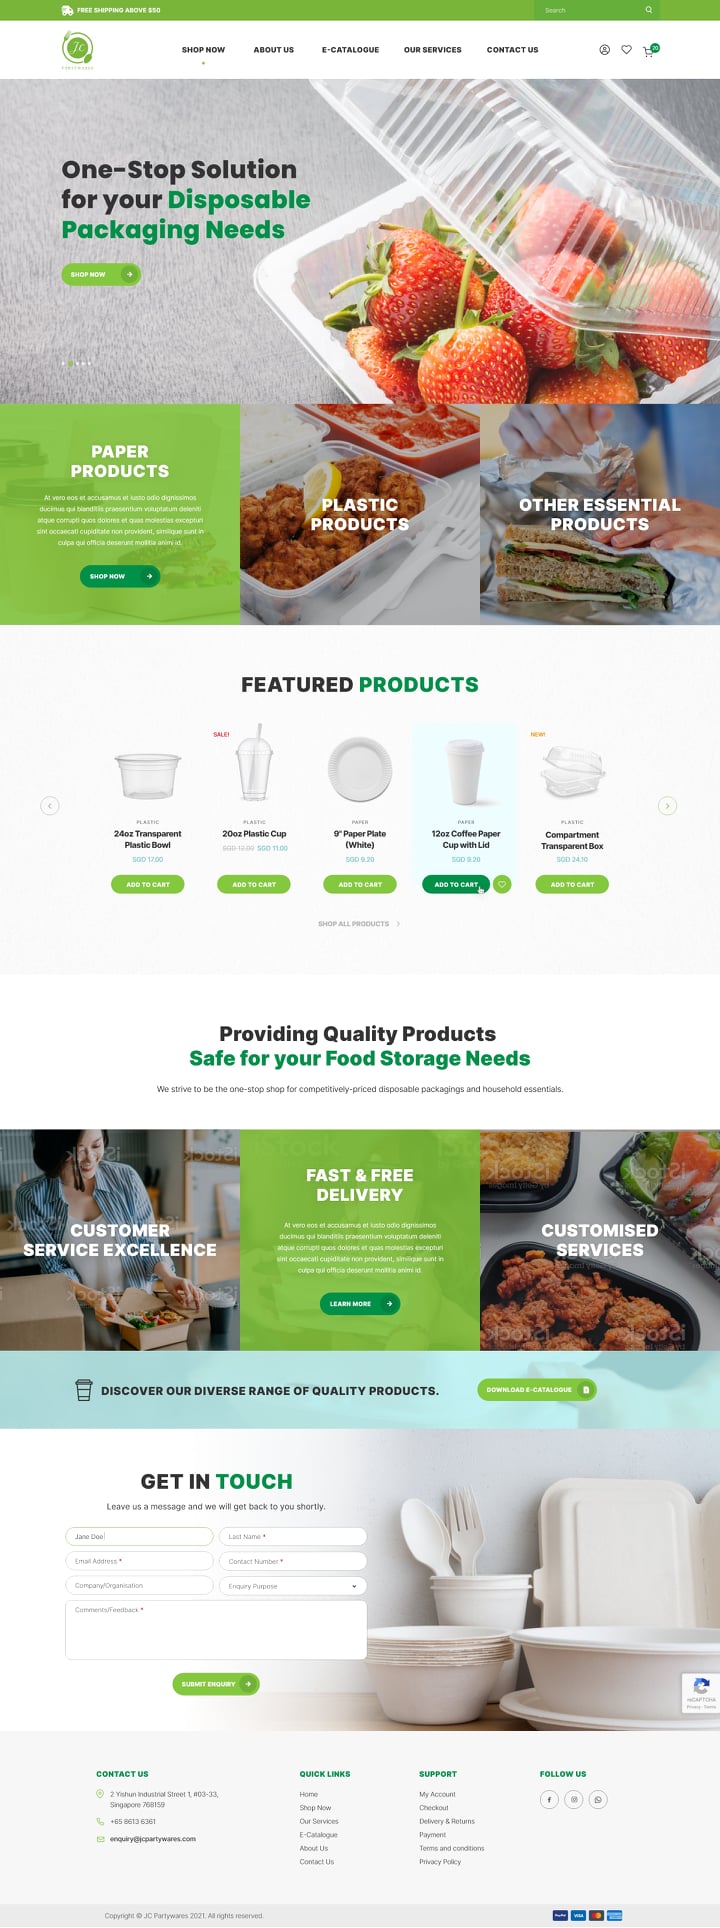 FREE SHIPPING ABOVE $50
Search
JC
PARTYWARES
SHOP NOW
ABOUT US
E-CATALOGUE
OUR SERVICES
CONTACT US
20
One-Stop Solution
for your Disposable
Packaging Needs
SHOP NOW
PAPER
PRODUCTS
At vero eos et accusamus et iusto odio dignissimos
ducimus qui blanditiis praesentium voluptatum deleniti
atque corrupti quos dolores et quas molestias excepturi
sint occaecati cupiditate non provident, similique sunt in
culpa qui officia deserunt mollitia animi id.
SHOP NOW
PLASTIC
PRODUCTS
OTHER ESSENTIAL
PRODUCTS
FEATURED PRODUCTS
PLASTIC
24oz Transparent
Plastic Bowl
SGD 17.00
ADD TO CART
SALE!
PLASTIC
20oz Plastic Cup
SGD 12.00 SGD 11.00
ADD TO CART
PAPER
9" Paper Plate
(White)
SGD 9.20
ADD TO CART
PAPER
12oz Coffee Paper
Cup with Lid
SGD 9.20
ADD TO CART
NEW!
PLASTIC
Compartment
Transparent Box
SGD 24.10
ADD TO CART
SHOP ALL PRODUCTS
Providing Quality Products
Safe for your Food Storage Needs
We strive to be the one-stop shop for competitively-priced disposable packagings and household essentials.
CUSTOMER
SERVICE EXCELLENCE
FAST & FREE
DELIVERY
At vero eos et accusamus et iusto odio dignissimos
ducimus qui blanditiis praesentium voluptatum deleniti
atque corrupti quos dolores et quas molestias excepturi
sint occaecati cupiditate non provident, similique sunt in
culpa qui officia deserunt mollitia animi id.
LEARN MORE
CUSTOMISED
SERVICES
iStock
by Getty Images
DISCOVER OUR DIVERSE RANGE OF QUALITY PRODUCTS.
DOWNLOAD E-CATALOGUE
GET IN TOUCH
Leave us a message and we will get back to you shortly.
Jane Doe
Last Name *
Email Address *
Contact Number *
Company/Organisation
Enquiry Purpose
Comments/Feedback *
SUBMIT ENQUIRY
reCAPTCHA
Privacy - Terms
CONTACT US
2 Yishun Industrial Street 1, #03-33,
Singapore 768159
+65 8613 6361
enquiry@jcpartywares.com
QUICK LINKS
Home
Shop Now
Our Services
E-Catalogue
About Us
Contact Us
SUPPORT
My Account
Checkout
Delivery & Returns
Payment
Terms and conditions
Privacy Policy
FOLLOW US
Copyright © JC Partywares 2021. All rights reserved.
PayPal
VISA